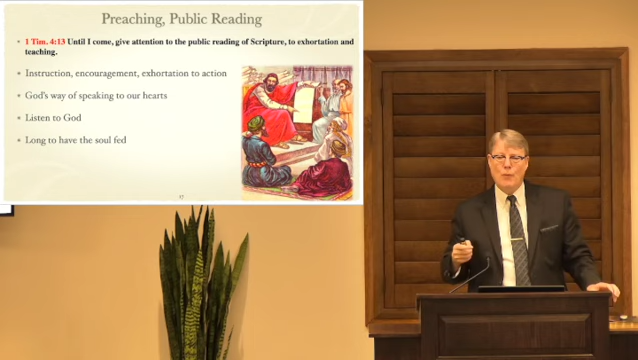 Preaching, Public Reading
1 Tim. 4:13 Until I come, give attention to the public reading of Scripture, to exhortation and
teaching.
Instruction, encouragement, exhortation to action
God's way of speaking to our hearts
Listen to God
Long to have the soul fed
17